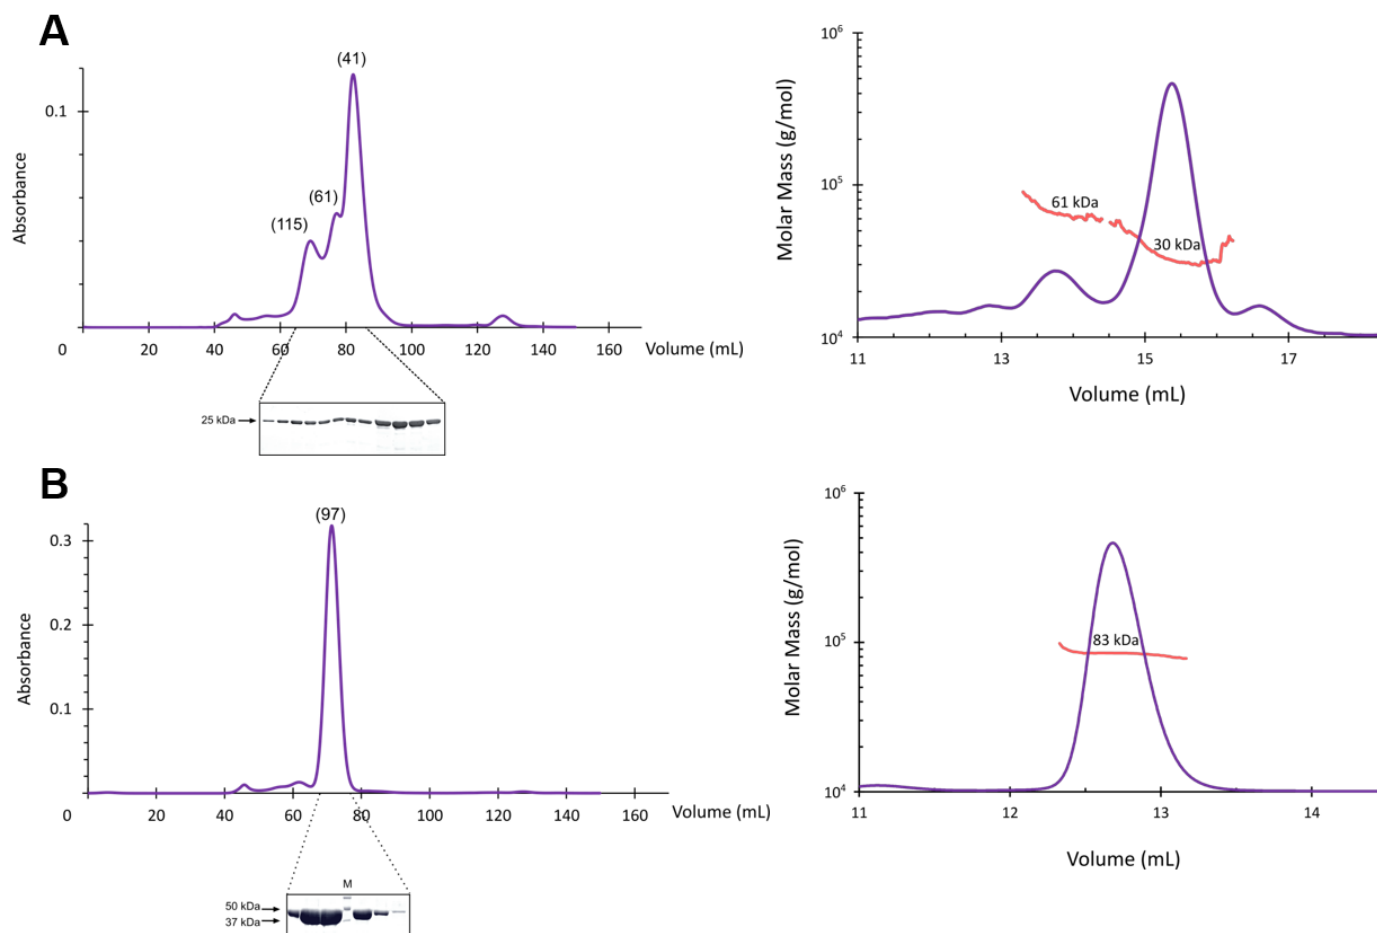 A
(41)
(61)
(115)
0.1
Absorbance
0 20 40 60 80 100 120 140 160 Volume (mL)
25 kDa
10⁶
10⁵
10⁴
Molar Mass (g/mol)
61 kDa
30 kDa
11 13 15 17
Volume (mL)
B
(97)
0.3
0.2
0.1
Absorbance
0 20 40 60 80 100 120 140 160 Volume (mL)
M
50 kDa
37 kDa
10⁶
10⁵
10⁴
Molar Mass (g/mol)
83 kDa
11 12 13 14
Volume (mL)